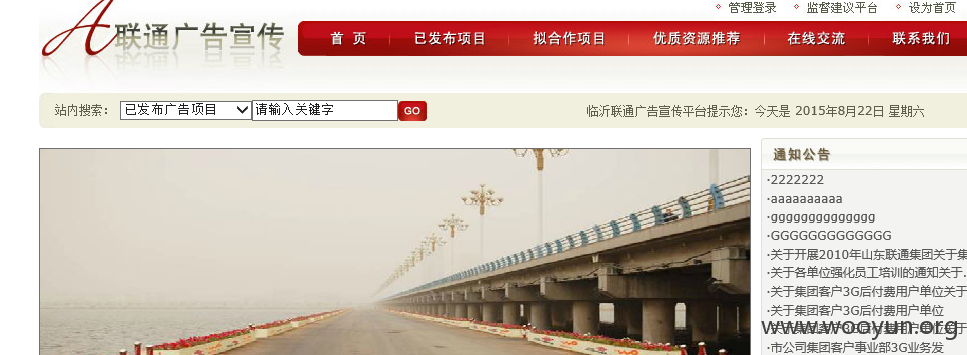 管理登录 监督建议平台 设为首页
A联通广告宣传
首 页 已发布项目 拟合作项目 优质资源推荐 在线交流 联系我们
站内搜索： 已发布广告项目 请输入关键字 GO 临沂联通广告宣传平台提示您：今天是 2015年8月22日 星期六
通知公告
·2222222
·aaaaaaaaaa
·gggggggggggggg
·GGGGGGGGGGGGG
·关于开展2010年山东联通集团关于集
·关于各单位强化员工培训的通知关于.
·关于集团客户3G后付费用户单位关于
·关于集团客户3G后付费用户单位
www.wooyun.org
·市公司集团客户事业部3G业务发